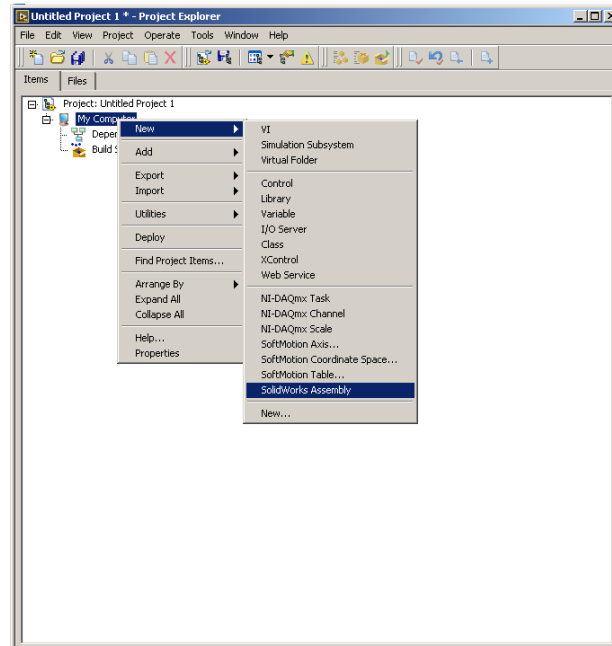 Untitled Project 1 * - Project Explorer
File Edit View Project Operate Tools Window Help
Items Files
Project: Untitled Project 1
My Computer
Depen
Build S
New
Add
Export
Import
Utilities
Deploy
Find Project Items...
Arrange By
Expand All
Collapse All
Help...
Properties
VI
Simulation Subsystem
Virtual Folder
Control
Library
Variable
I/O Server
Class
XControl
Web Service
NI-DAQmx Task
NI-DAQmx Channel
NI-DAQmx Scale
SoftMotion Axis...
SoftMotion Coordinate Space...
SoftMotion Table...
SolidWorks Assembly
New...